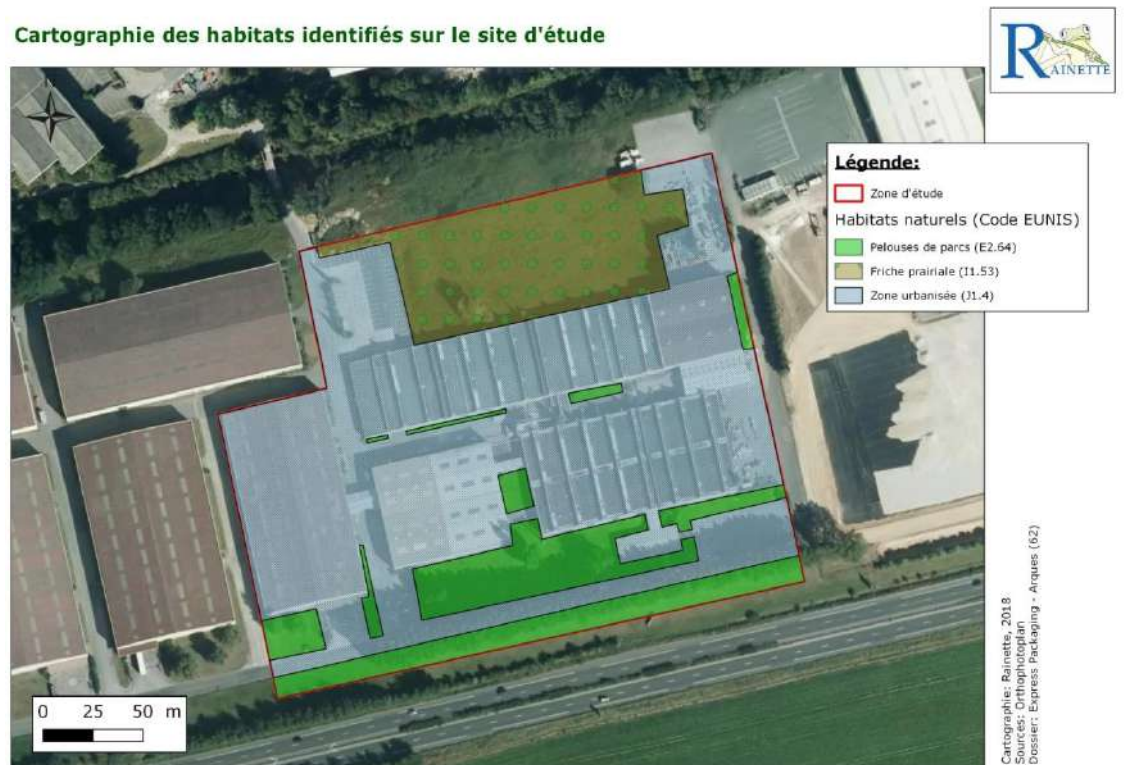 Cartographie des habitats identifiés sur le site d'étude
RAINETTE
Légende:
Zone d'étude
Habitats naturels (Code EUNIS)
Pelouses de parcs (E2.64)
Friche prairiale (I1.53)
Zone urbanisée (J1.4)
0 25 50 m
Cartographie: Rainette, 2018
Sources: Orthophotoplan
Dossier: Express Packaging - Arques (62)